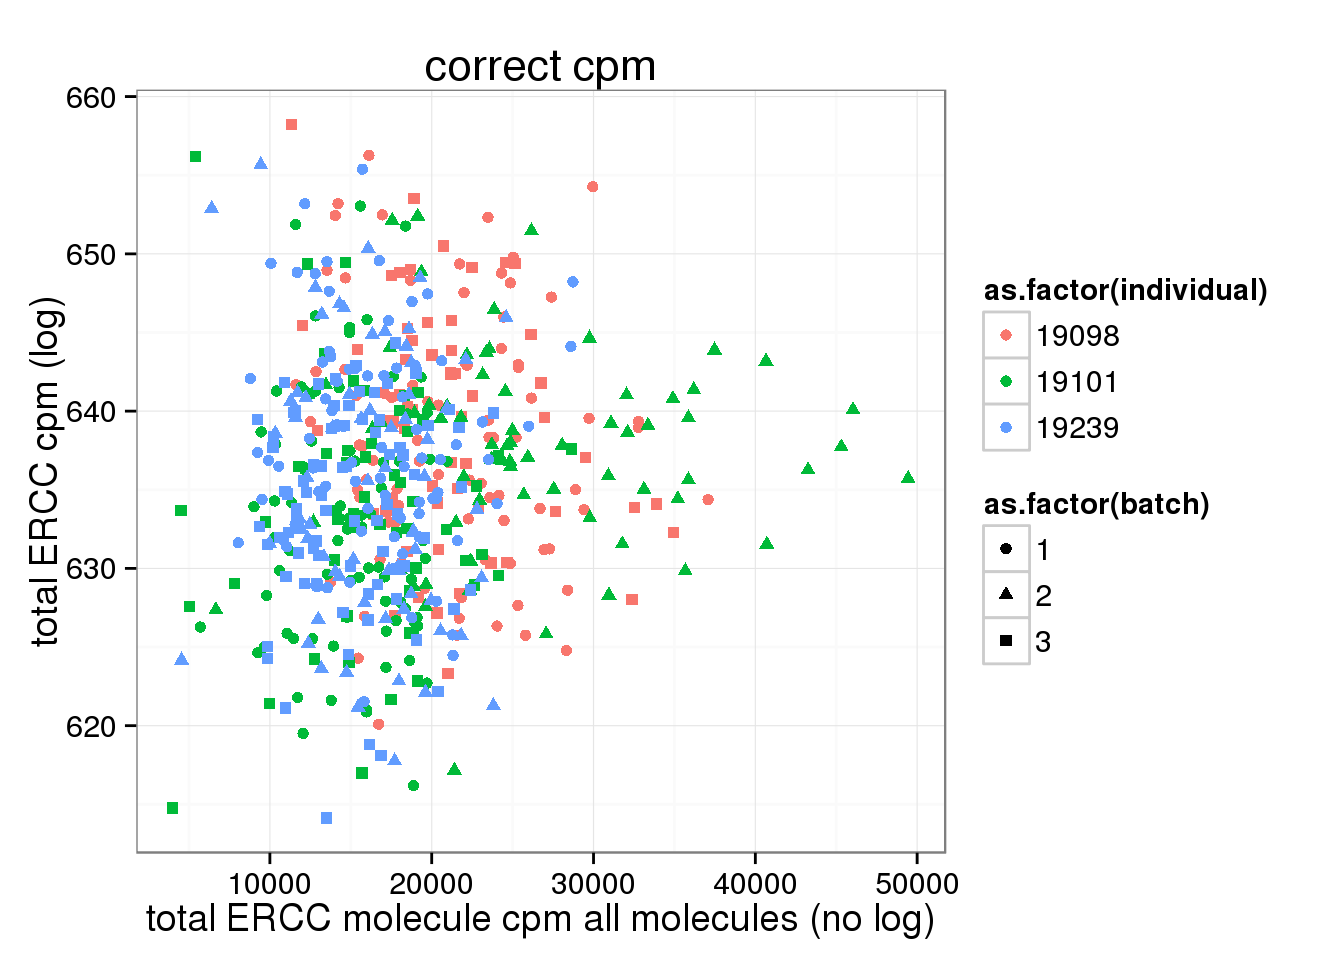 correct cpm
660
650
640
630
620
total ERCC cpm (log)
10000 20000 30000 40000 50000
total ERCC molecule cpm all molecules (no log)
as.factor(individual)
19098
19101
19239
as.factor(batch)
1
2
3